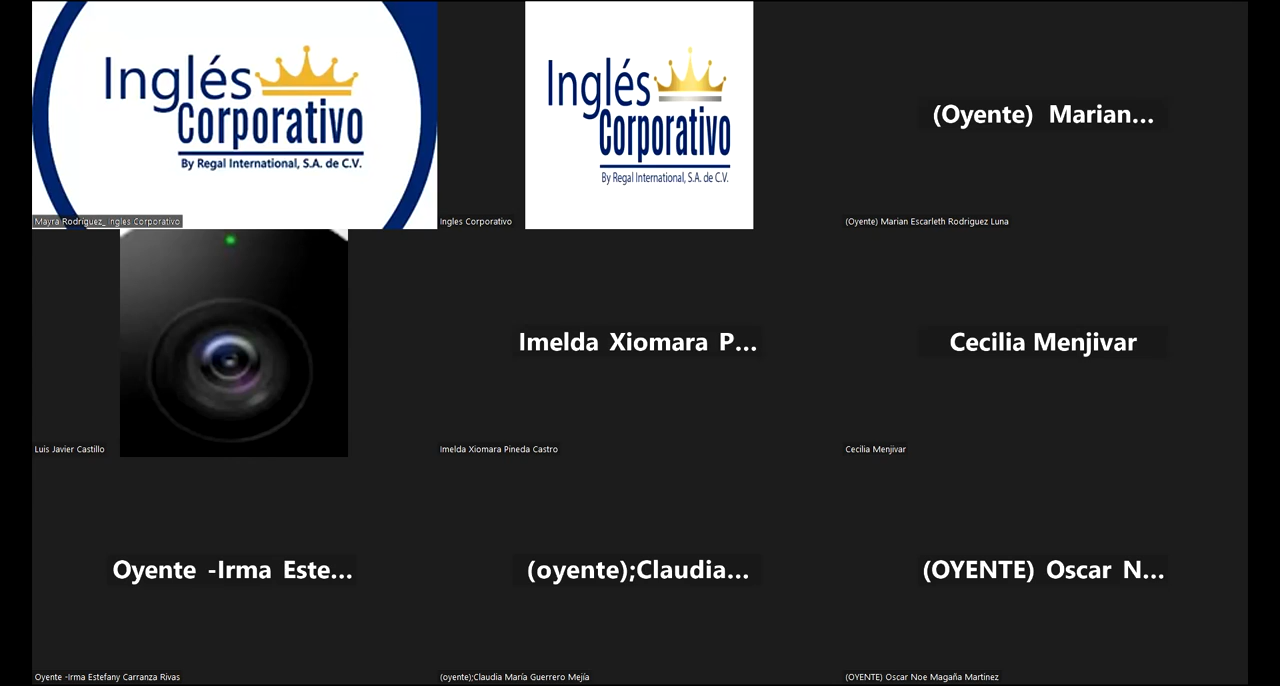 Inglés
Corporativo
By Regal International, S.A. de C.V.
Mayra Rodriguez_ Ingles Corporativo
Inglés
Corporativo
By Regal International, S.A. de C.V.
Ingles Corporativo
(Oyente) Marian...
(Oyente) Marian Escarleth Rodriguez Luna
Luis Javier Castillo
Imelda Xiomara P...
Imelda Xiomara Pineda Castro
Cecilia Menjivar
Cecilia Menjivar
Oyente -Irma Este...
Oyente -Irma Estefany Carranza Rivas
(oyente);Claudia...
(oyente);Claudia María Guerrero Mejía
(OYENTE) Oscar N...
(OYENTE) Oscar Noe Magaña Martinez